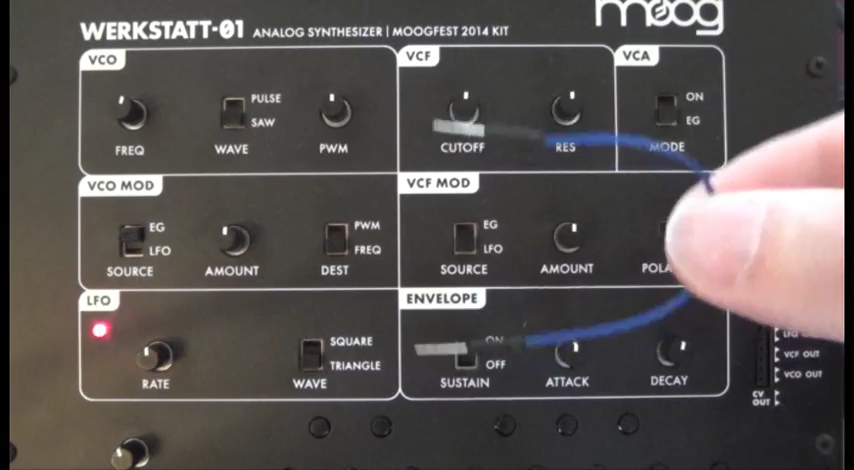 moog
WERKSTATT-01 ANALOG SYNTHESIZER | MOOGFEST 2014 KIT
VCO
VCF
VCA
PULSE
SAW
ON
EG
FREQ
WAVE
PWM
CUTOFF
RES
MODE
VCO MOD
VCF MOD
EG
LFO
PWM
FREQ
EG
LFO
SOURCE
AMOUNT
DEST
SOURCE
AMOUNT
LFO
ENVELOPE
SQUARE
TRIANGLE
ON
OFF
RATE
WAVE
SUSTAIN
ATTACK
DECAY
VCF OUT
VCO OUT
CV
OUT